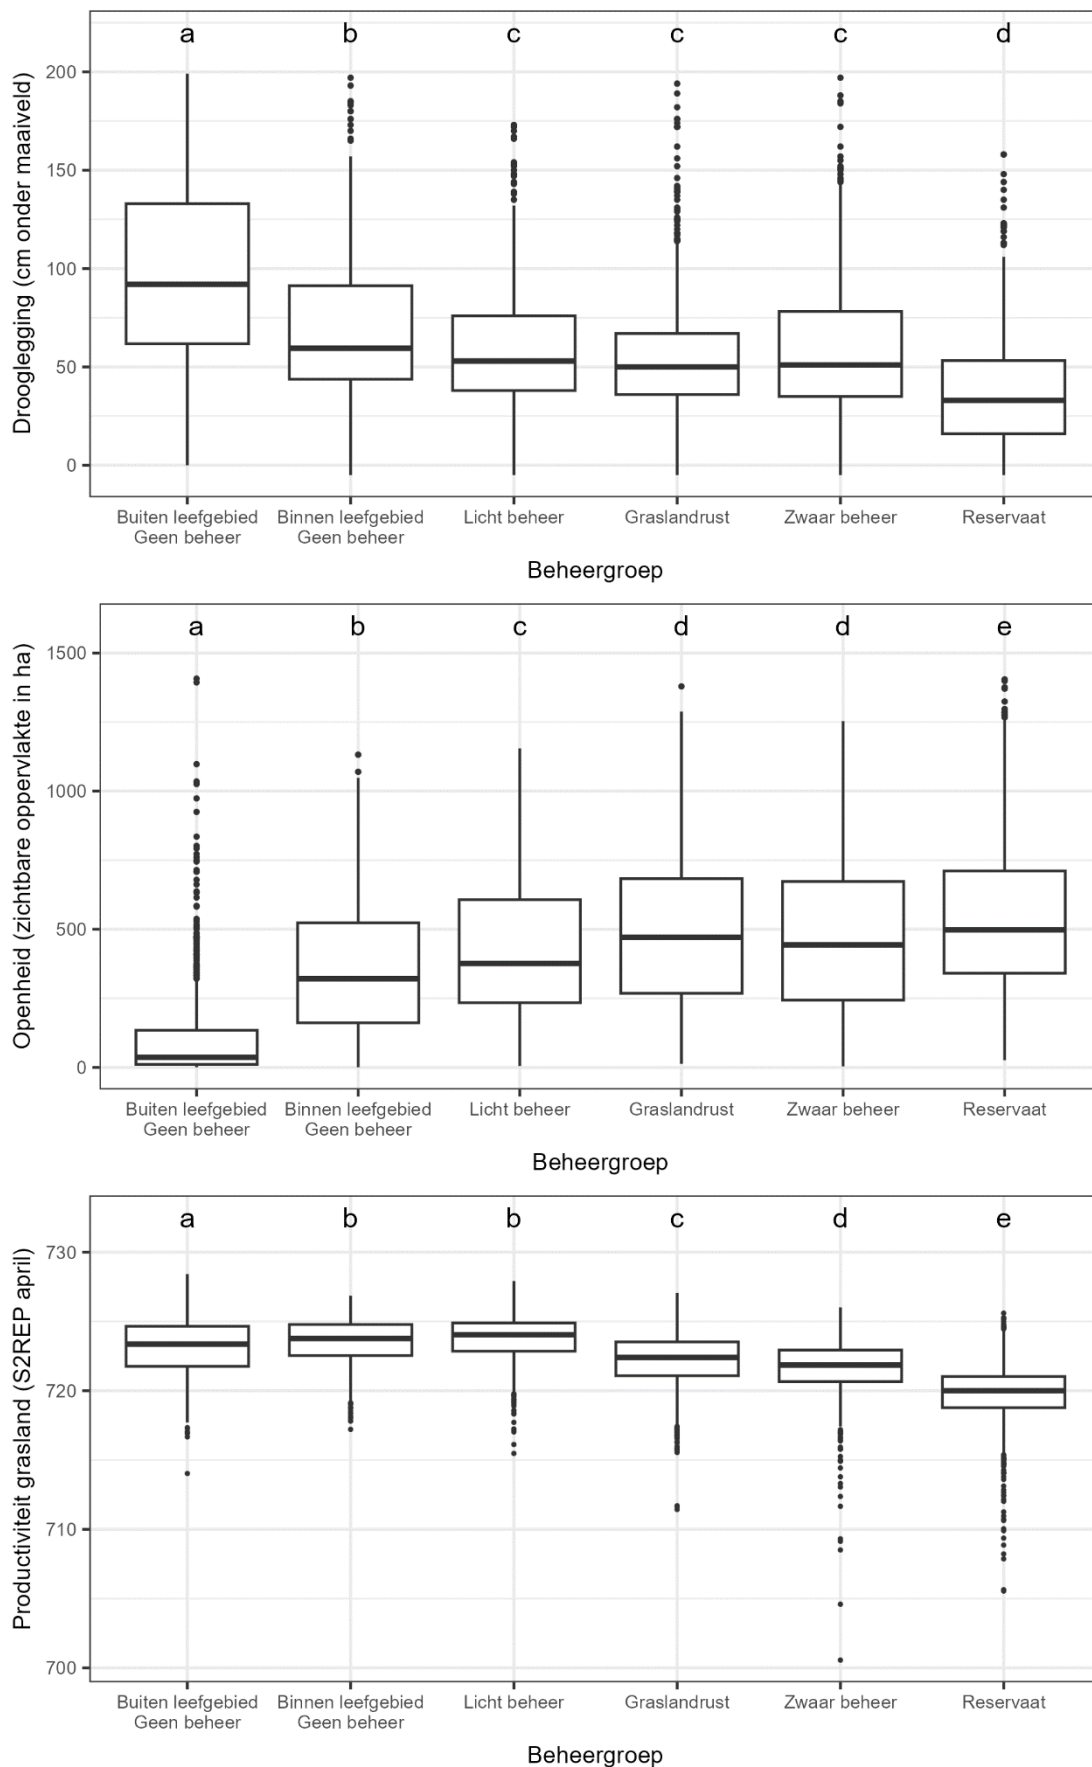 a b c c c d
Drooglegging (cm onder maaiveld)
200
150
100
50
0
Buiten leefgebied Binnen leefgebied Licht beheer Graslandrust Zwaar beheer Reservaat
Geen beheer Geen beheer
Beheergroep
a b c d d e
Openheid (zichtbare oppervlakte in ha)
1500
1000
500
0
Buiten leefgebied Binnen leefgebied Licht beheer Graslandrust Zwaar beheer Reservaat
Geen beheer Geen beheer
Beheergroep
a b b c d e
Productiviteit grasland (S2REP april)
730
720
710
700
Buiten leefgebied Binnen leefgebied Licht beheer Graslandrust Zwaar beheer Reservaat
Geen beheer Geen beheer
Beheergroep